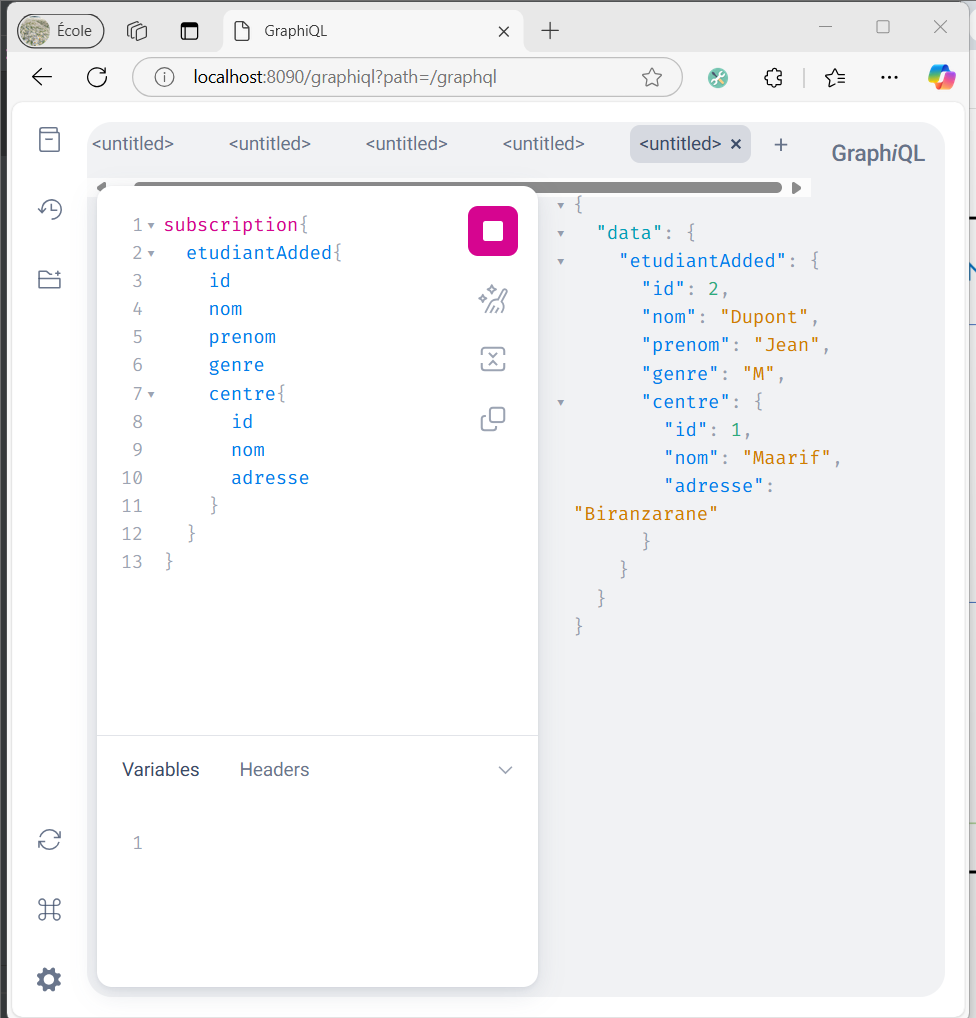 École
GraphiQL
localhost:8090/graphiql?path=/graphql
<untitled>
<untitled>
<untitled>
<untitled>
<untitled>
GraphiQL
1 subscription{
2 etudiantAdded{
3 id
4 nom
5 prenom
6 genre
7 centre{
8 id
9 nom
10 adresse
11 }
12 }
13 }
{
"data": {
"etudiantAdded": {
"id": 2,
"nom": "Dupont",
"prenom": "Jean",
"genre": "M",
"centre": {
"id": 1,
"nom": "Maarif",
"adresse":
"Biranzarane"
}
}
}
}
Variables
Headers
1